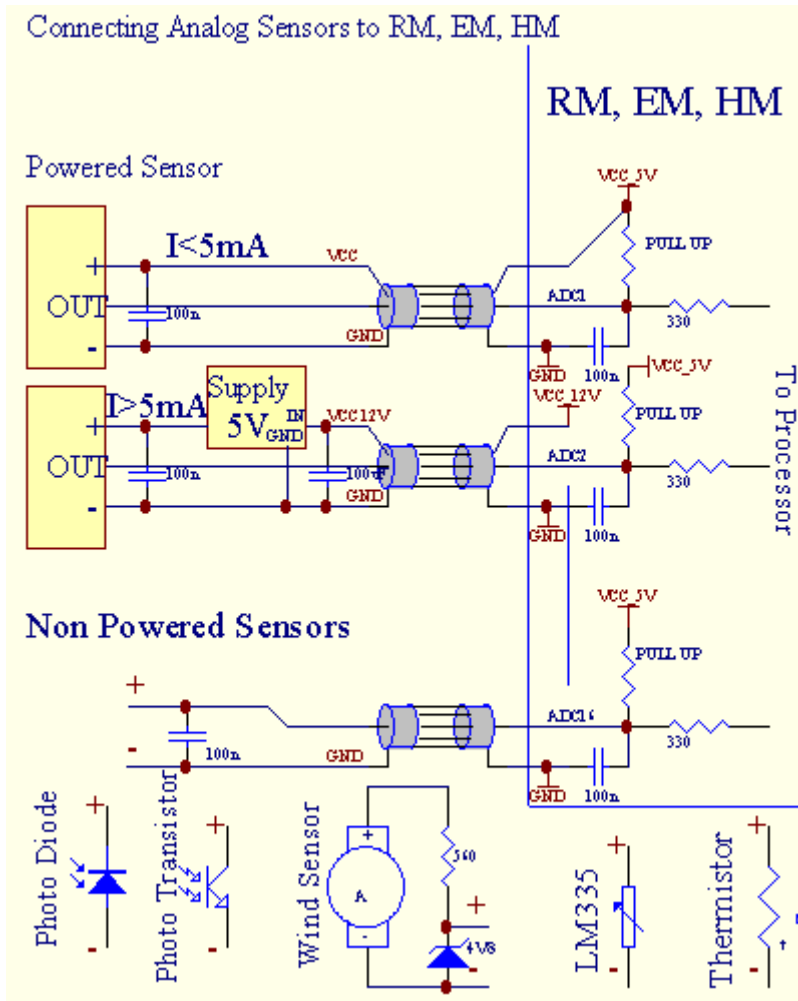 Connecting Analog Sensors to RM, EM, HM
RM, EM, HM
Powered Sensor
VCC_5V
I<5mA
VCC
PULL UP
+
OUT
100n
ADC1
330
-
GND
GND
100n
To Processor
I>5mA
Supply
5V
IN
GND
VCC12V
VCC_12V
VCC_5V
PULL UP
+
OUT
100n
100n
ADC2
330
-
GND
GND
100n
Non Powered Sensors
VCC_5V
PULL UP
+
100n
ADC16
330
-
GND
GND
100n
Photo Diode
+
-
Photo Transistor
+
-
Wind Sensor
+
A
-
560
+
4V8
-
LM335
+
-
Thermistor
+
-
t